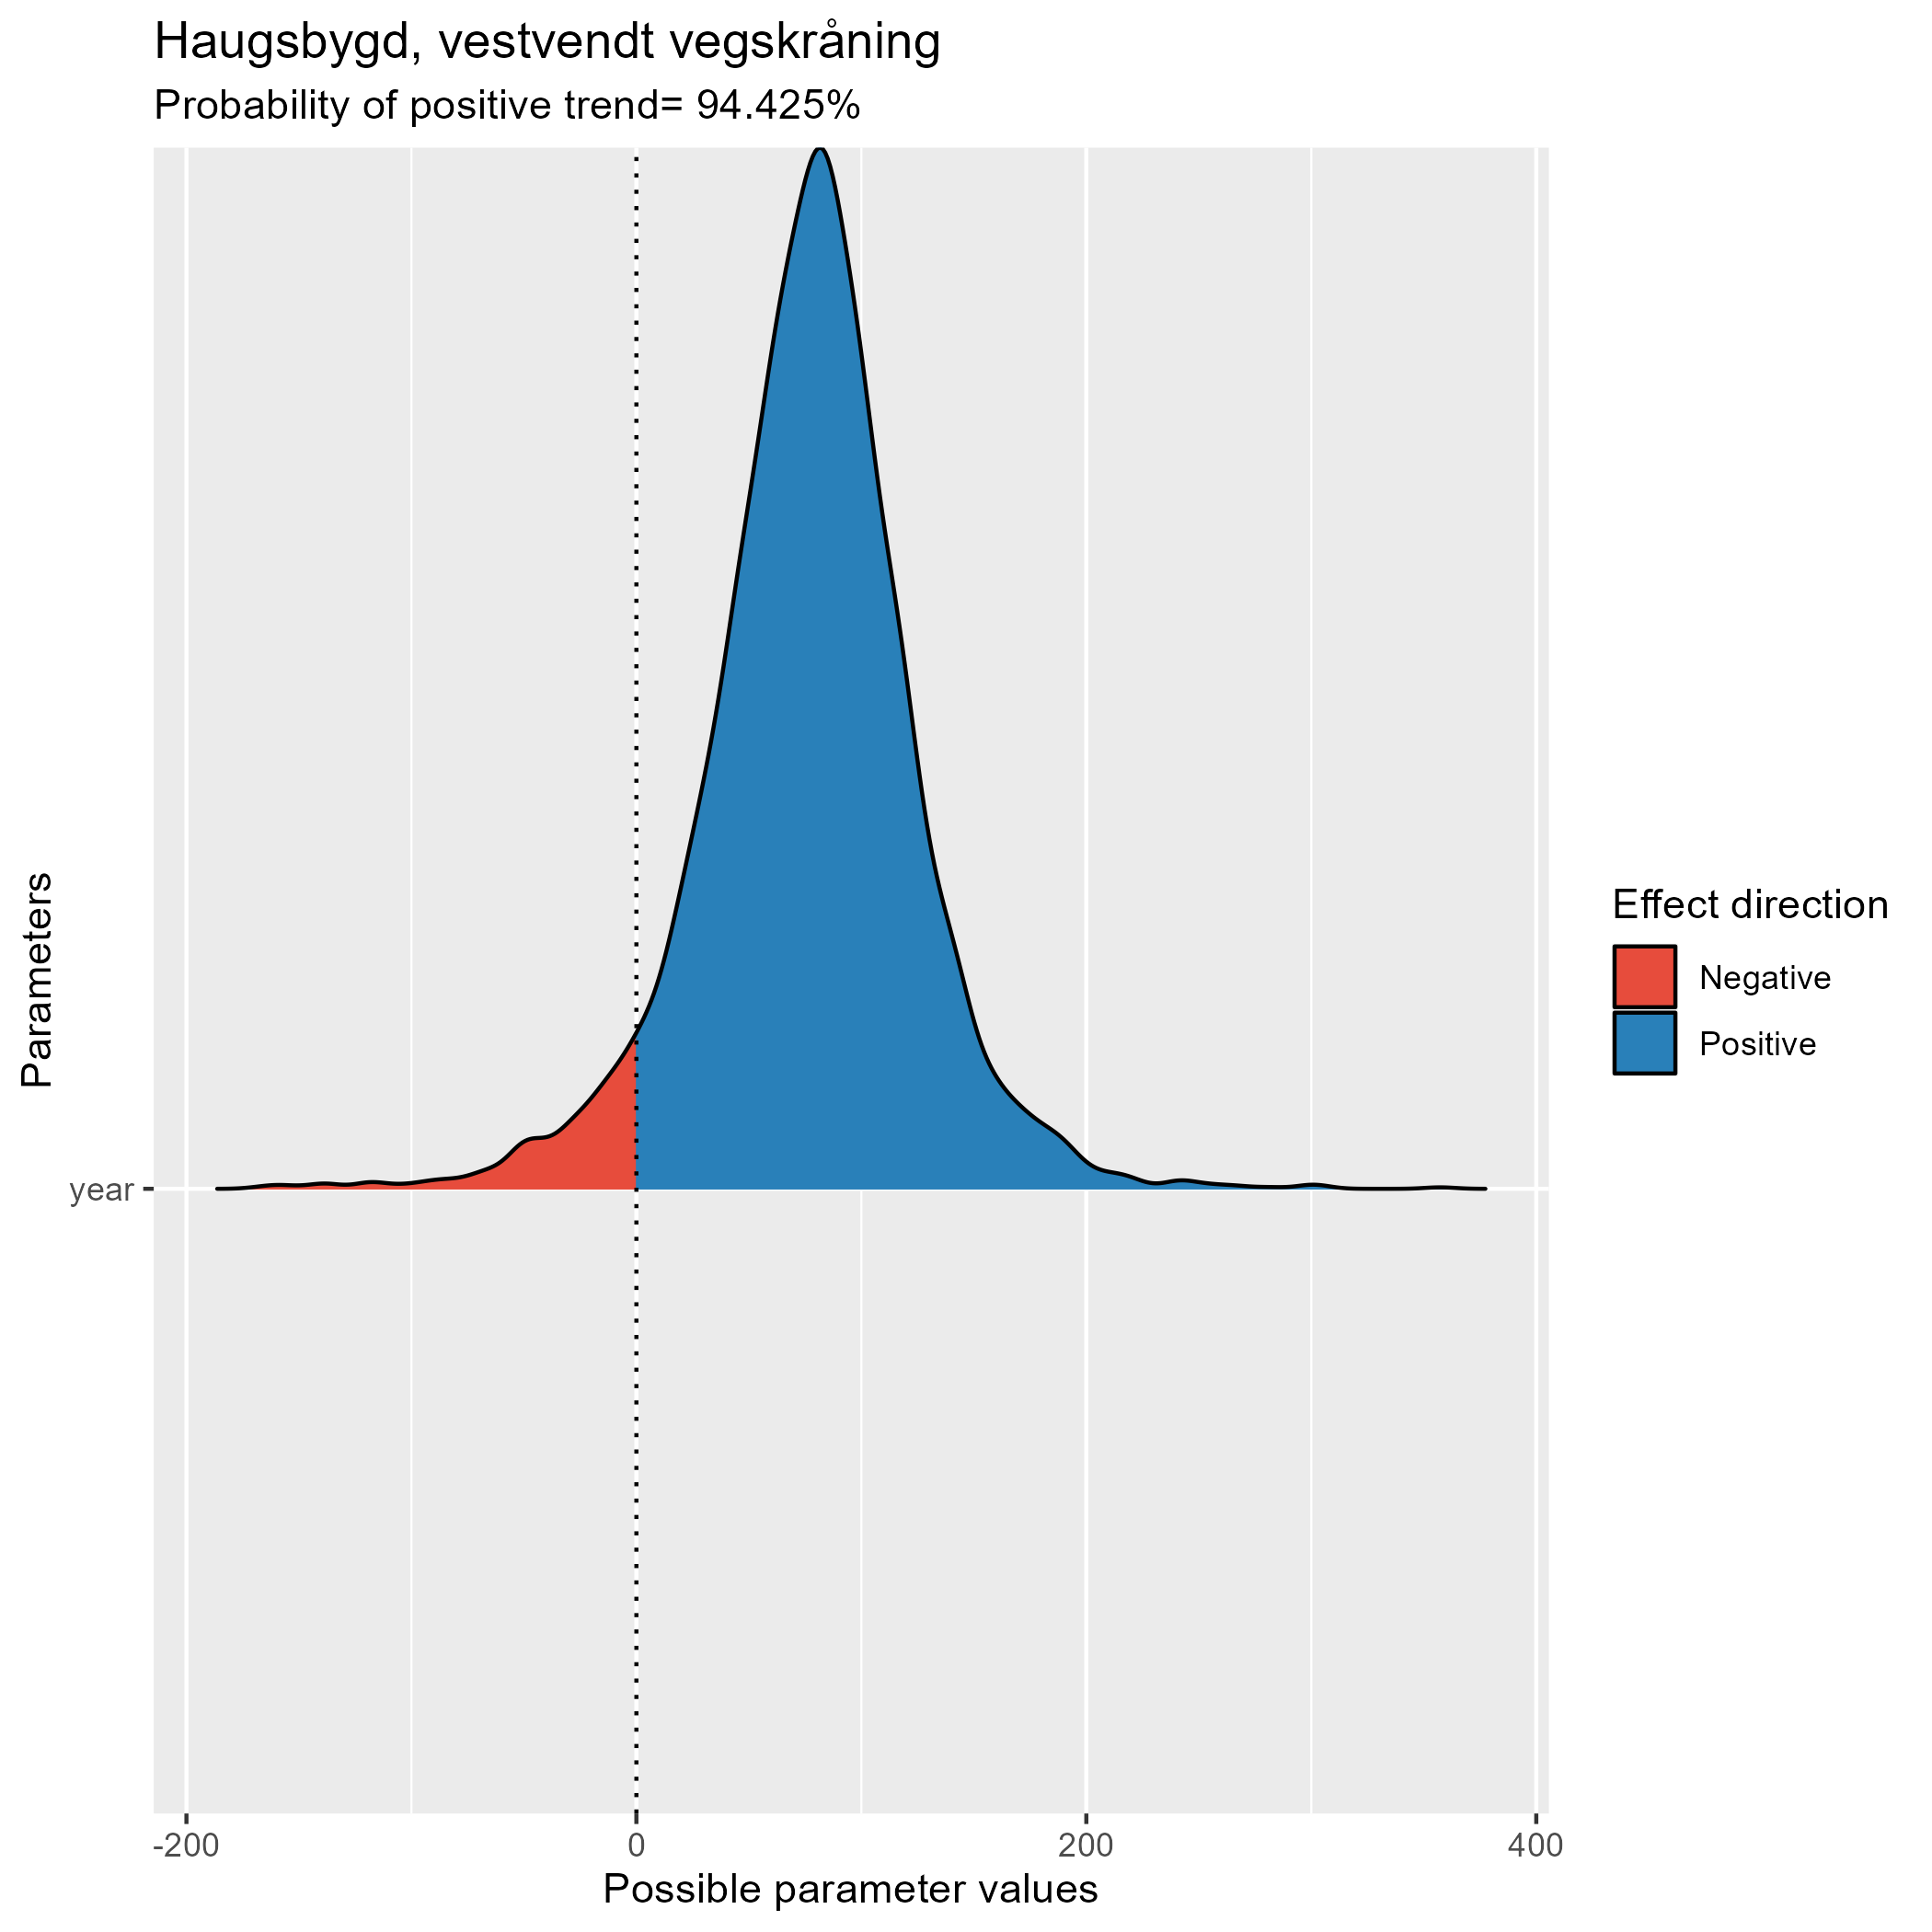 Haugsbygd, vestvendt vegskråning
Probability of positive trend= 94.425%
Parameters
year
-200
0
200
400
Possible parameter values
Effect direction
Negative
Positive